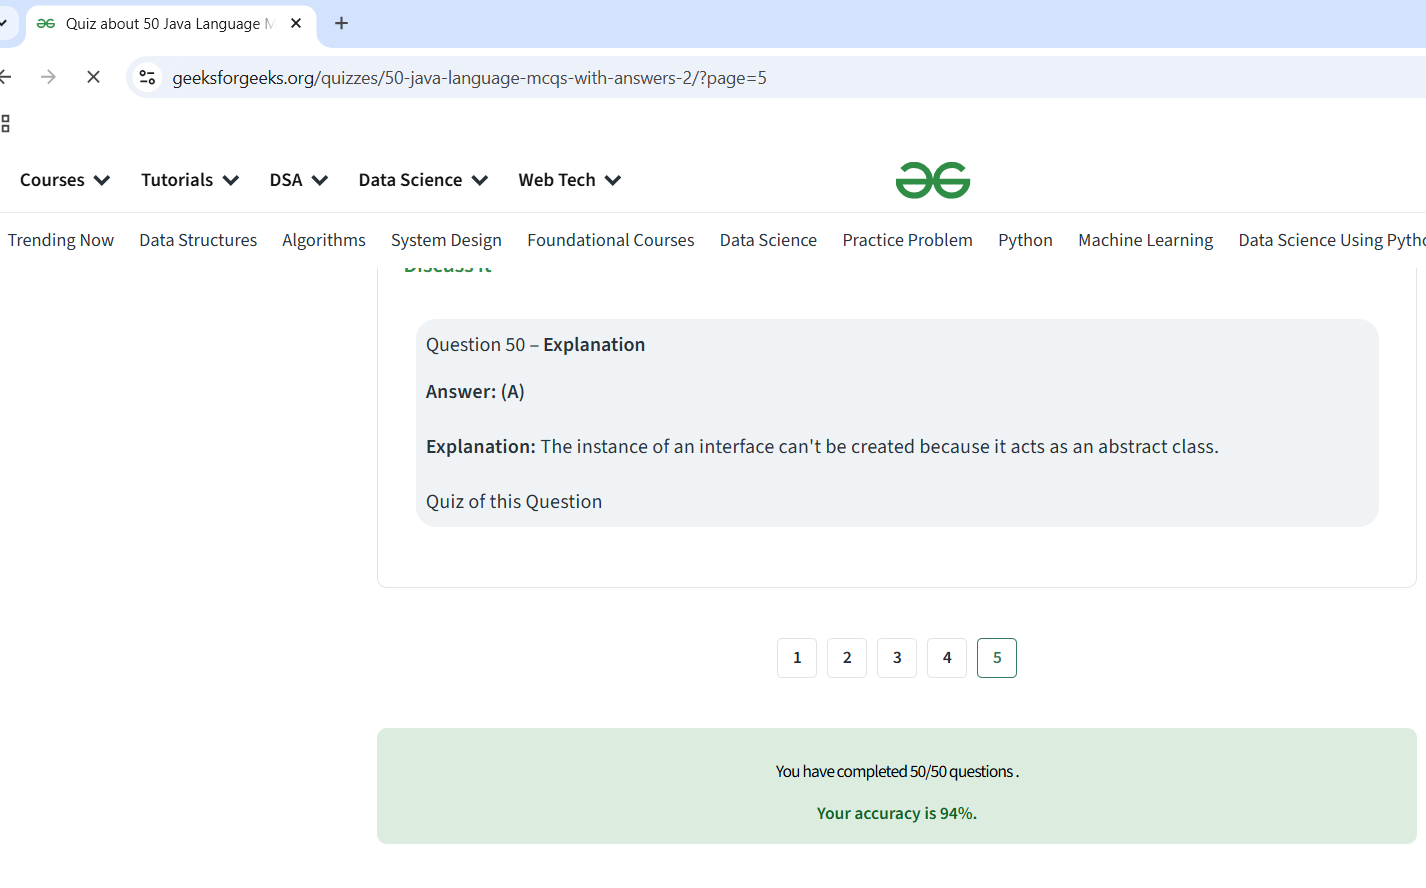 Quiz about 50 Java Language M
geeksforgeeks.org/quizzes/50-java-language-mcqs-with-answers-2/?page=5
Courses Tutorials DSA Data Science Web Tech
Trending Now Data Structures Algorithms System Design Foundational Courses Data Science Practice Problem Python Machine Learning Data Science Using Pytho
Discuss it
Question 50 – Explanation
Answer: (A)
Explanation: The instance of an interface can't be created because it acts as an abstract class.
Quiz of this Question
1 2 3 4 5
You have completed 50/50 questions .
Your accuracy is 94%.